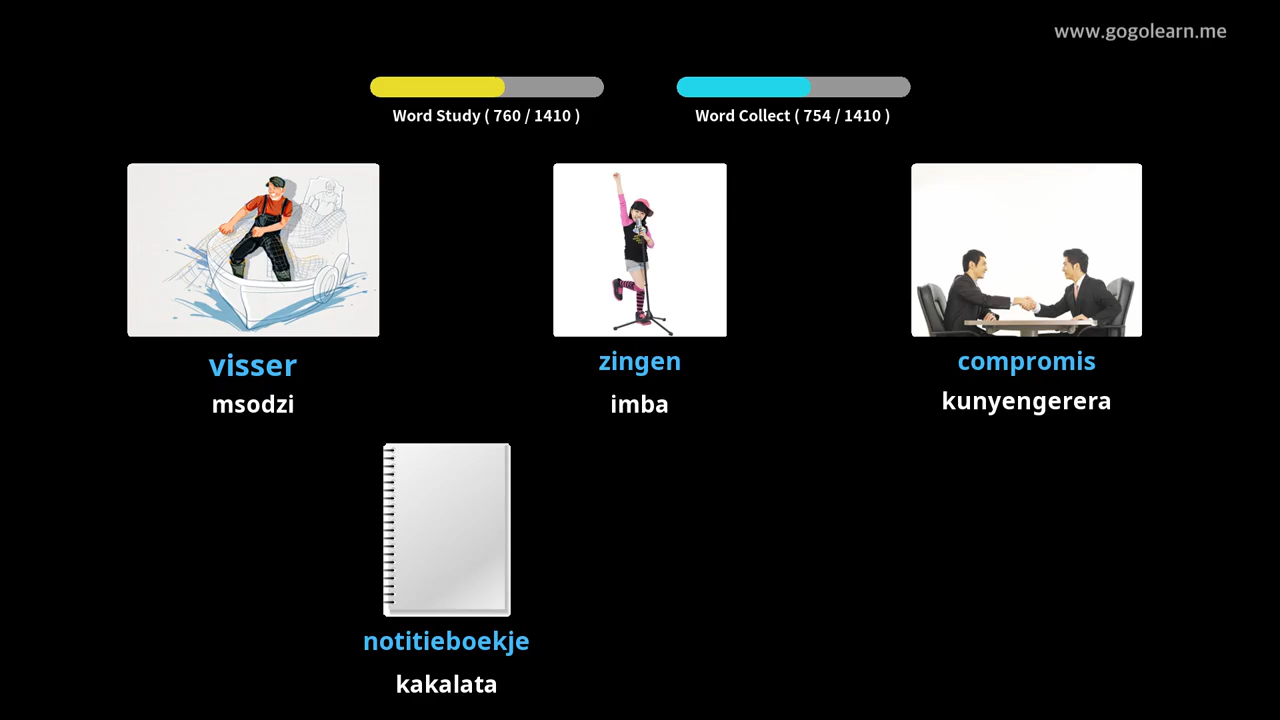 www.gogolearn.me
Word Study ( 760 / 1410 )
Word Collect ( 754 / 1410 )
visser
msodzi
zingen
imba
compromis
kunyengerera
notitieboekje
kakalata